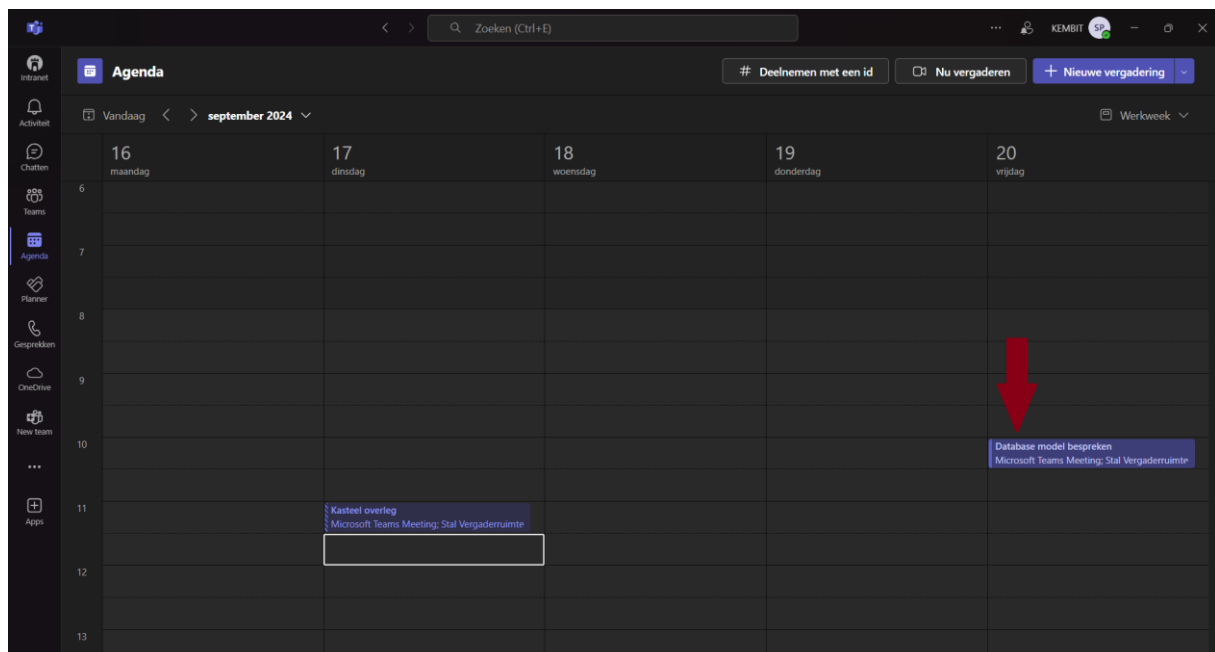 Zoeken (Ctrl+E)
KEMBIT
SP
Intranet
Agenda
# Deelnemen met een id
Nu vergaderen
+ Nieuwe vergadering
Activiteit
Vandaag
september 2024
Werkweek
Chatten
16
maandag
17
dinsdag
18
woensdag
19
donderdag
20
vrijdag
Teams
6
Agenda
7
Planner
8
Gesprekken
9
OneDrive
New team
10
Database model bespreken
Microsoft Teams Meeting; Stal Vergaderruimte
11
Kasteel overleg
Microsoft Teams Meeting; Stal Vergaderruimte
Apps
12
13